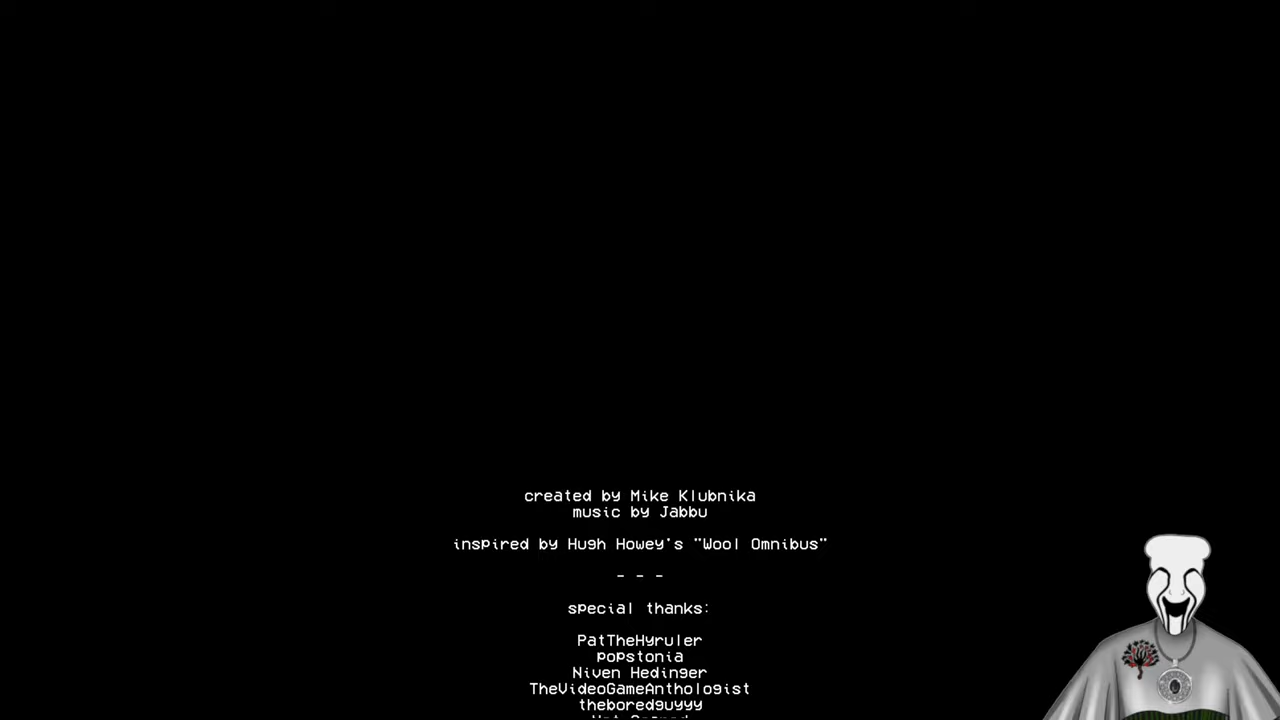 created by Mike Klubnika
music by Jabbu
inspired by Hugh Howey's "Wool Omnibus"
- - -
special thanks:
PatTheHyruler
popstonia
Niven Hedinger
TheVideoGameAnthologist
theboredguyyy